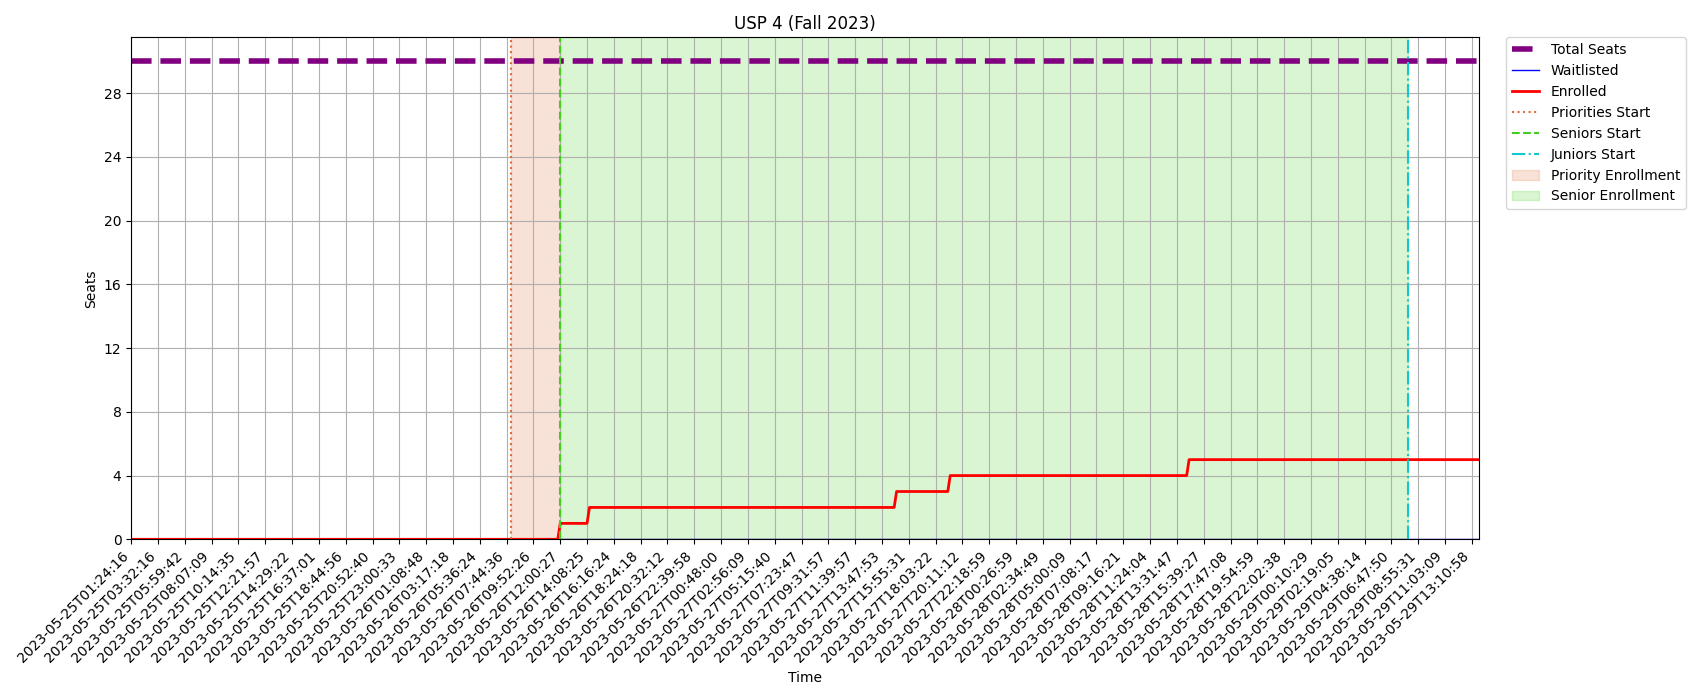 USP 4 (Fall 2023)
Total Seats
Waitlisted
Enrolled
Priorities Start
Seniors Start
Juniors Start
Priority Enrollment
Senior Enrollment
Seats
28
24
20
16
12
8
4
0
2023-05-25T01:24:16
2023-05-25T03:32:16
2023-05-25T05:59:42
2023-05-25T08:07:09
2023-05-25T10:14:35
2023-05-25T12:21:57
2023-05-25T14:29:22
2023-05-25T16:37:01
2023-05-25T18:44:56
2023-05-25T20:52:40
2023-05-25T23:00:33
2023-05-26T01:08:48
2023-05-26T03:17:18
2023-05-26T05:36:24
2023-05-26T07:44:36
2023-05-26T09:52:26
2023-05-26T12:00:27
2023-05-26T14:08:25
2023-05-26T16:16:24
2023-05-26T18:24:18
2023-05-26T20:32:12
2023-05-26T22:39:58
2023-05-27T00:48:00
2023-05-27T02:56:09
2023-05-27T05:15:40
2023-05-27T07:23:47
2023-05-27T09:31:57
2023-05-27T11:39:57
2023-05-27T13:47:53
2023-05-27T15:55:31
2023-05-27T18:03:22
2023-05-27T20:11:12
2023-05-27T22:18:59
2023-05-28T00:26:59
2023-05-28T02:34:49
2023-05-28T05:00:09
2023-05-28T07:08:17
2023-05-28T09:16:21
2023-05-28T11:24:04
2023-05-28T13:31:47
2023-05-28T15:39:27
2023-05-28T17:47:08
2023-05-28T19:54:59
2023-05-28T22:02:38
2023-05-29T00:10:29
2023-05-29T02:19:05
2023-05-29T04:38:14
2023-05-29T06:47:50
2023-05-29T08:55:31
2023-05-29T11:03:09
2023-05-29T13:10:58
Time